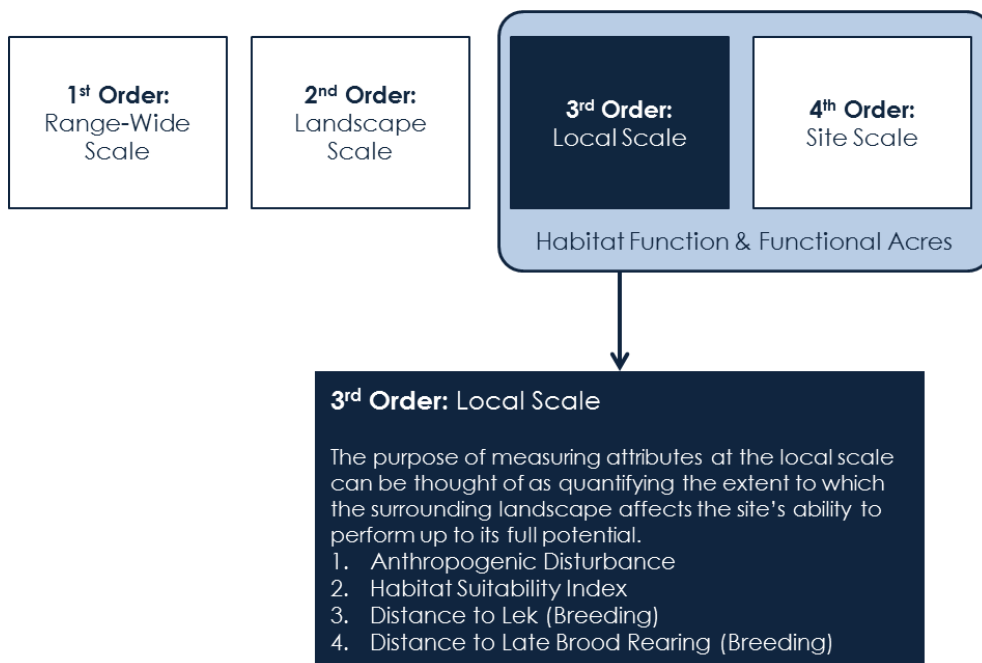 1st Order:
Range-Wide
Scale
2nd Order:
Landscape
Scale
3rd Order:
Local Scale
4th Order:
Site Scale
Habitat Function & Functional Acres
3rd Order: Local Scale
The purpose of measuring attributes at the local scale
can be thought of as quantifying the extent to which
the surrounding landscape affects the site's ability to
perform up to its full potential.
1. Anthropogenic Disturbance
2. Habitat Suitability Index
3. Distance to Lek (Breeding)
4. Distance to Late Brood Rearing (Breeding)